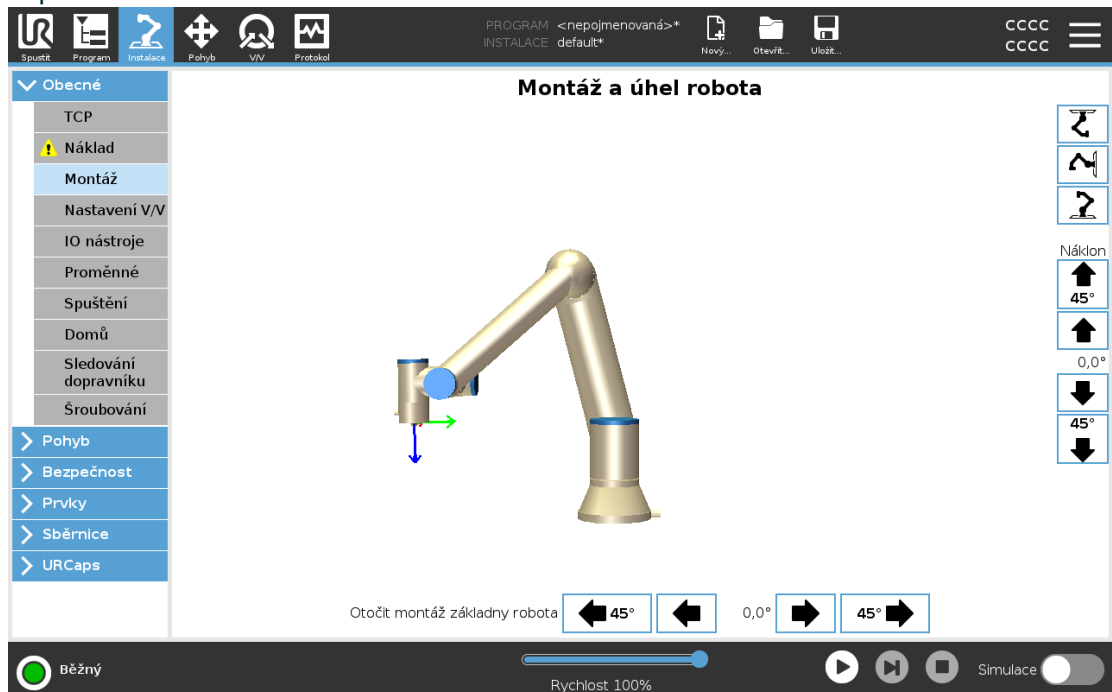 PROGRAM <nepojmenovaná>*
INSTALACE default*
UR
Spustit
Program
Instalace
Pohyb
V/V
Protokol
Nový...
Otevřít...
Uložit...
CCCC
CCCC
Obecné
TCP
Náklad
Montáž
Nastavení V/V
IO nástroje
Proměnné
Spuštění
Domů
Sledování
dopravníku
Šroubování
Pohyb
Bezpečnost
Prvky
Sběrnice
URCaps
Montáž a úhel robota
Náklon
45°
0,0°
45°
Otočit montáž základny robota
45°
0,0°
45°
Běžný
Rychlost 100%
Simulace